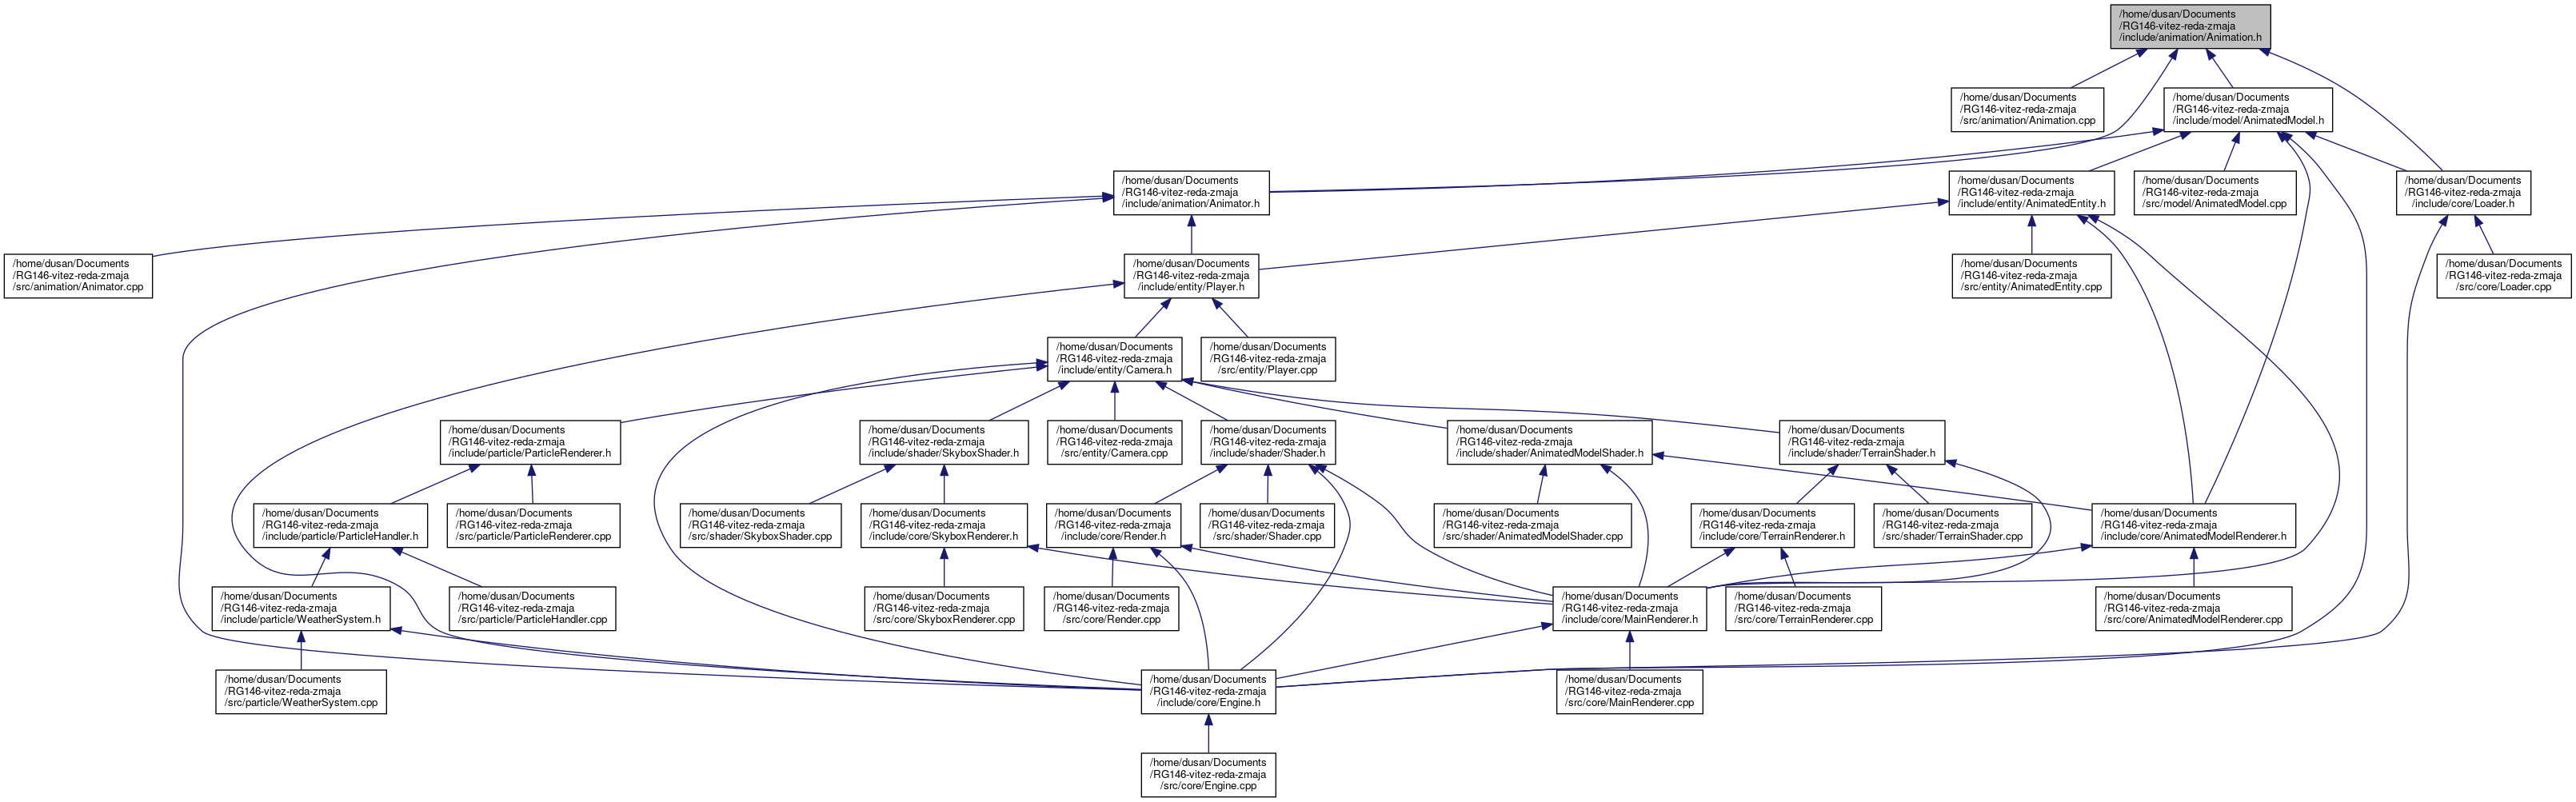 /home/dusan/Documents
/RG146-vitez-reda-zmaja
/include/animation/Animation.h
/home/dusan/Documents
/RG146-vitez-reda-zmaja
/src/animation/Animation.cpp
/home/dusan/Documents
/RG146-vitez-reda-zmaja
/include/model/AnimatedModel.h
/home/dusan/Documents
/RG146-vitez-reda-zmaja
/include/animation/Animator.h
/home/dusan/Documents
/RG146-vitez-reda-zmaja
/include/entity/AnimatedEntity.h
/home/dusan/Documents
/RG146-vitez-reda-zmaja
/src/model/AnimatedModel.cpp
/home/dusan/Documents
/RG146-vitez-reda-zmaja
/include/core/Loader.h
/home/dusan/Documents
/RG146-vitez-reda-zmaja
/src/animation/Animator.cpp
/home/dusan/Documents
/RG146-vitez-reda-zmaja
/include/entity/Player.h
/home/dusan/Documents
/RG146-vitez-reda-zmaja
/src/entity/AnimatedEntity.cpp
/home/dusan/Documents
/RG146-vitez-reda-zmaja
/src/core/Loader.cpp
/home/dusan/Documents
/RG146-vitez-reda-zmaja
/include/entity/Camera.h
/home/dusan/Documents
/RG146-vitez-reda-zmaja
/src/entity/Player.cpp
/home/dusan/Documents
/RG146-vitez-reda-zmaja
/include/particle/ParticleRenderer.h
/home/dusan/Documents
/RG146-vitez-reda-zmaja
/include/shader/SkyboxShader.h
/home/dusan/Documents
/RG146-vitez-reda-zmaja
/src/entity/Camera.cpp
/home/dusan/Documents
/RG146-vitez-reda-zmaja
/include/shader/Shader.h
/home/dusan/Documents
/RG146-vitez-reda-zmaja
/include/shader/AnimatedModelShader.h
/home/dusan/Documents
/RG146-vitez-reda-zmaja
/include/shader/TerrainShader.h
/home/dusan/Documents
/RG146-vitez-reda-zmaja
/include/particle/ParticleHandler.h
/home/dusan/Documents
/RG146-vitez-reda-zmaja
/src/particle/ParticleRenderer.cpp
/home/dusan/Documents
/RG146-vitez-reda-zmaja
/src/shader/SkyboxShader.cpp
/home/dusan/Documents
/RG146-vitez-reda-zmaja
/include/core/SkyboxRenderer.h
/home/dusan/Documents
/RG146-vitez-reda-zmaja
/include/core/Render.h
/home/dusan/Documents
/RG146-vitez-reda-zmaja
/src/shader/Shader.cpp
/home/dusan/Documents
/RG146-vitez-reda-zmaja
/src/shader/AnimatedModelShader.cpp
/home/dusan/Documents
/RG146-vitez-reda-zmaja
/include/core/TerrainRenderer.h
/home/dusan/Documents
/RG146-vitez-reda-zmaja
/src/shader/TerrainShader.cpp
/home/dusan/Documents
/RG146-vitez-reda-zmaja
/include/core/AnimatedModelRenderer.h
/home/dusan/Documents
/RG146-vitez-reda-zmaja
/include/particle/WeatherSystem.h
/home/dusan/Documents
/RG146-vitez-reda-zmaja
/src/particle/ParticleHandler.cpp
/home/dusan/Documents
/RG146-vitez-reda-zmaja
/src/core/SkyboxRenderer.cpp
/home/dusan/Documents
/RG146-vitez-reda-zmaja
/src/core/Render.cpp
/home/dusan/Documents
/RG146-vitez-reda-zmaja
/include/core/MainRenderer.h
/home/dusan/Documents
/RG146-vitez-reda-zmaja
/src/core/TerrainRenderer.cpp
/home/dusan/Documents
/RG146-vitez-reda-zmaja
/src/core/AnimatedModelRenderer.cpp
/home/dusan/Documents
/RG146-vitez-reda-zmaja
/src/particle/WeatherSystem.cpp
/home/dusan/Documents
/RG146-vitez-reda-zmaja
/include/core/Engine.h
/home/dusan/Documents
/RG146-vitez-reda-zmaja
/src/core/MainRenderer.cpp
/home/dusan/Documents
/RG146-vitez-reda-zmaja
/src/core/Engine.cpp